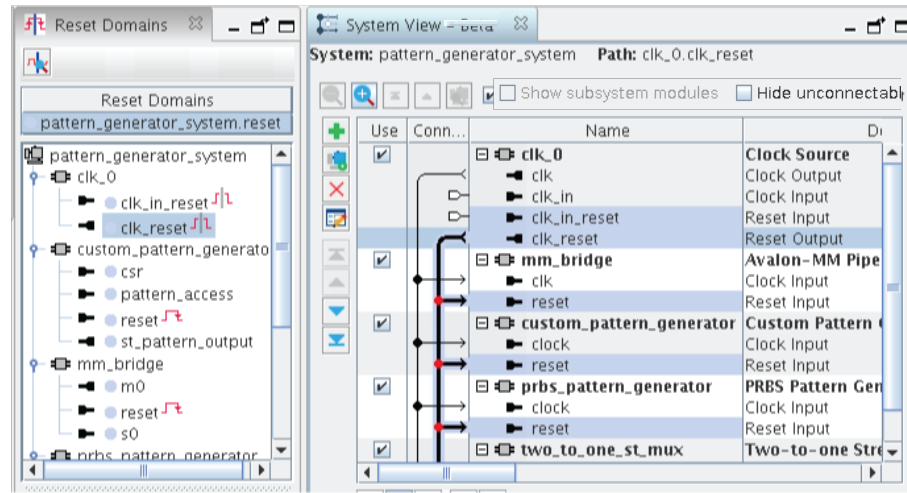 Reset Domains
System View - Beta
System: pattern_generator_system Path: clk_0.clk_reset
Show subsystem modules Hide unconnectabl
Reset Domains
pattern_generator_system.reset
pattern_generator_system
clk_0
clk_in_reset
clk_reset
custom_pattern_generato
csr
pattern_access
reset
st_pattern_output
mm_bridge
m0
reset
s0
prbs_pattern_generator
Use Conn... Name
clk_0 Clock Source
clk Clock Output
clk_in Clock Input
clk_in_reset Reset Input
clk_reset Reset Output
mm_bridge Avalon-MM Pipe
clk Clock Input
reset Reset Input
custom_pattern_generator Custom Pattern
clock Clock Input
reset Reset Input
prbs_pattern_generator PRBS Pattern Gen
clock Clock Input
reset Reset Input
two_to_one_st_mux Two-to-one Stre